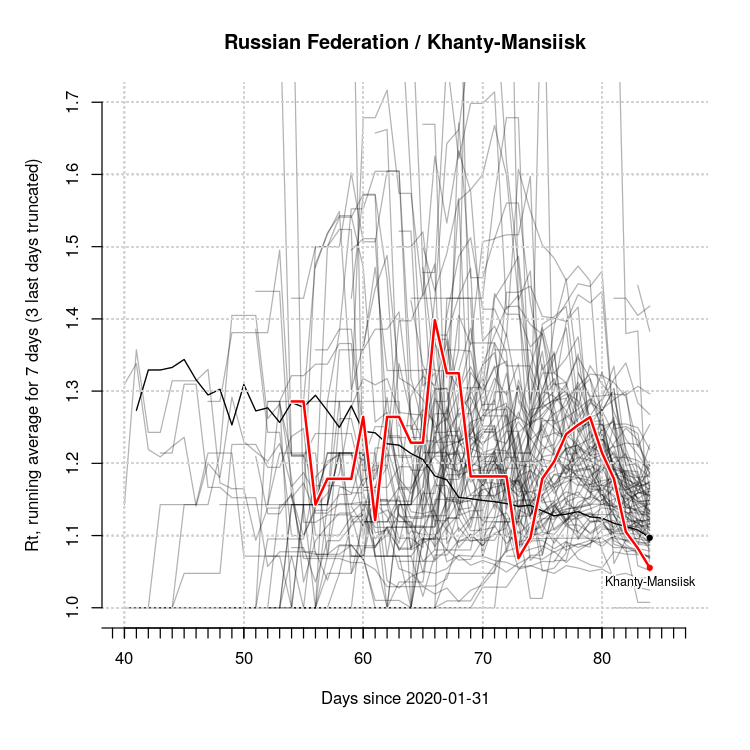 Russian Federation / Khanty-Mansiisk
Rt, running average for 7 days (3 last days truncated)
1.7
1.6
1.5
1.4
1.3
1.2
1.1
1.0
Khanty-Mansiisk
40 50 60 70 80
Days since 2020-01-31